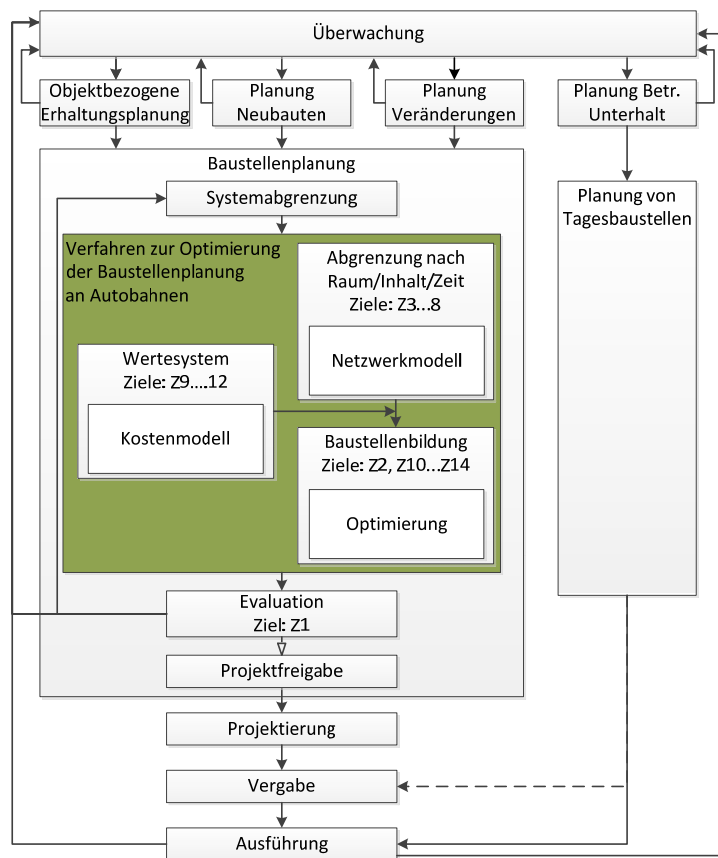 Überwachung
Objektbezogene
Erhaltungsplanung
Planung
Neubauten
Planung
Veränderungen
Planung Betr.
Unterhalt
Baustellenplanung
Systemabgrenzung
Planung von
Tagesbaustellen
Verfahren zur Optimierung
der Baustellenplanung
an Autobahnen
Abgrenzung nach
Raum/Inhalt/Zeit
Ziele: Z3...8
Netzwerkmodell
Wertesystem
Ziele: Z9....12
Kostenmodell
Baustellenbildung
Ziele: Z2, Z10...Z14
Optimierung
Evaluation
Ziel: Z1
Projektfreigabe
Projektierung
Vergabe
Ausführung